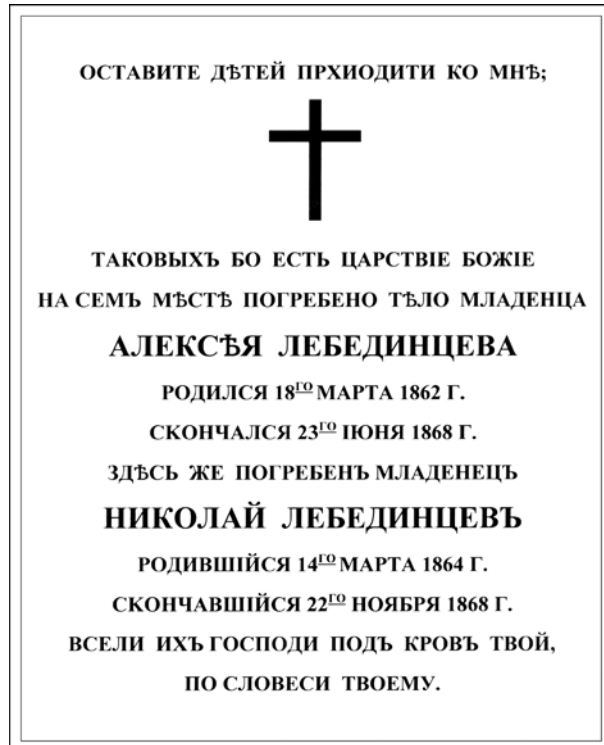 ОСТАВИТЕ ДѢТЕЙ ПРХИОДИТИ КО МНѢ;
ТАКОВЫХЪ БО ЕСТЬ ЦАРСТВІЕ БОЖІЕ
НА СЕМЪ МѢСТѢ ПОГРЕБЕНО ТѢЛО МЛАДЕНЦА
АЛЕКСѢЯ ЛЕБЕДИНЦЕВА
РОДИЛСЯ 18ГО МАРТА 1862 Г.
СКОНЧАЛСЯ 23ГО ІЮНЯ 1868 Г.
ЗДѢСЬ ЖЕ ПОГРЕБЕНЪ МЛАДЕНЕЦЪ
НИКОЛАЙ ЛЕБЕДИНЦЕВЪ
РОДИВШІЙСЯ 14ГО МАРТА 1864 Г.
СКОНЧАВШІЙСЯ 22ГО НОЯБРЯ 1868 Г.
ВСЕЛИ ИХЪ ГОСПОДИ ПОДЪ КРОВЪ ТВОЙ,
ПО СЛОВЕСИ ТВОЕМУ.